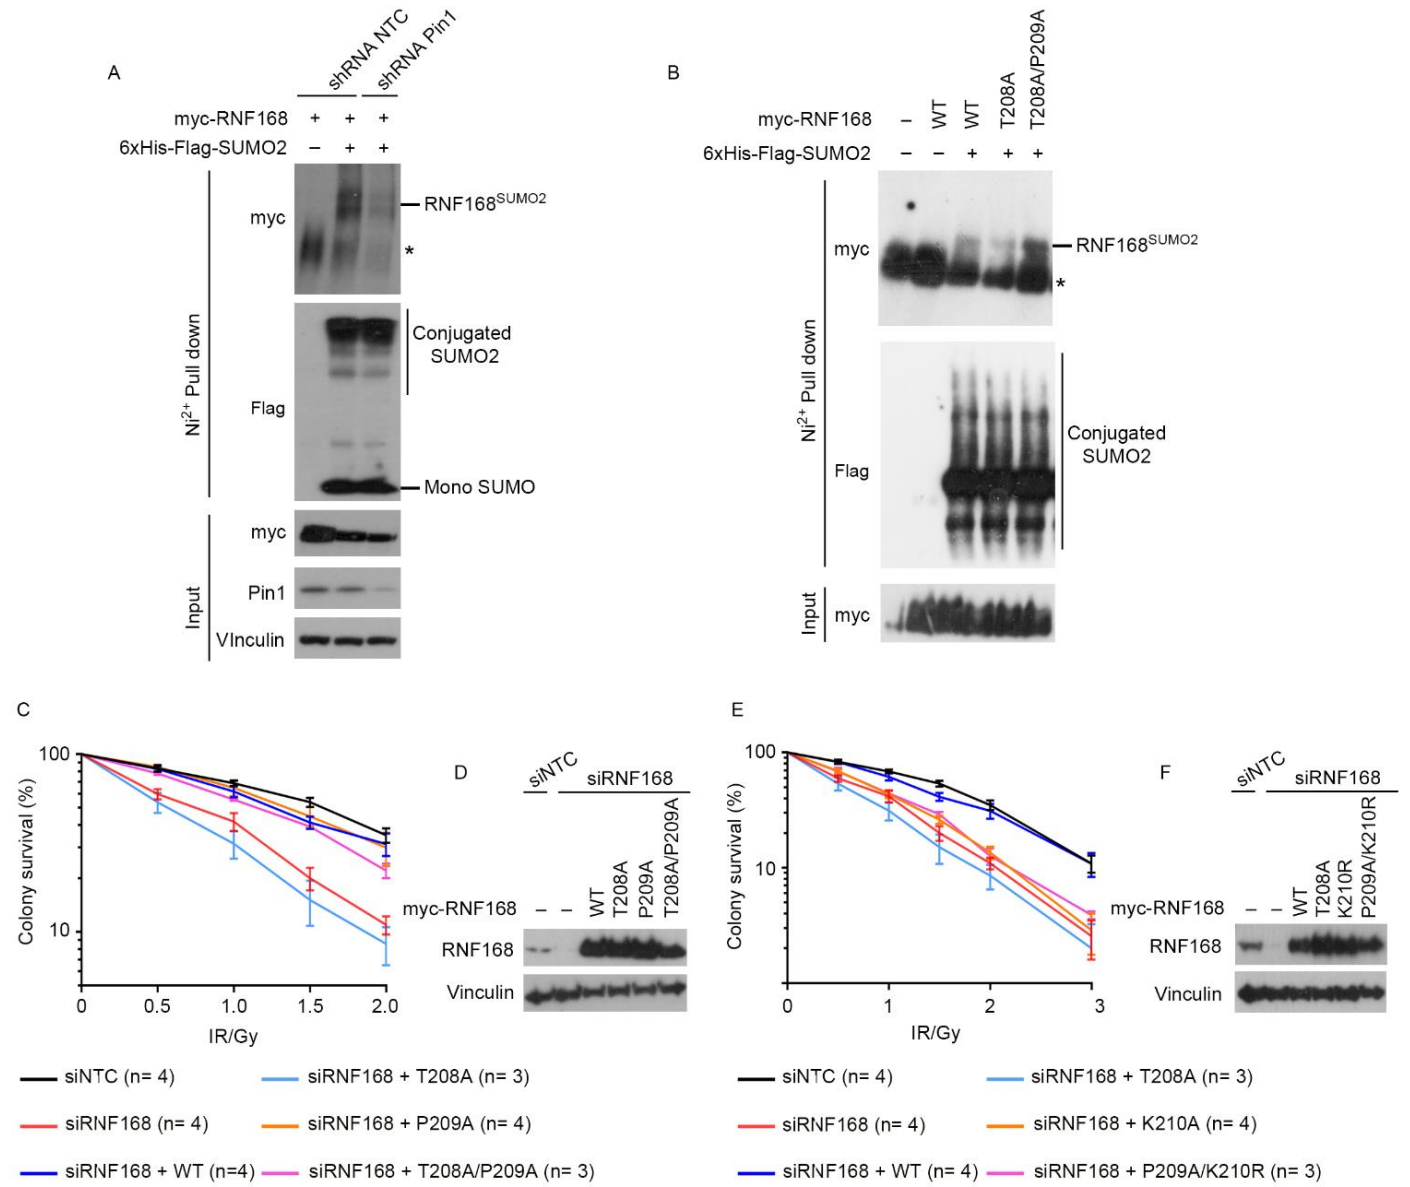 A
shRNA NTC
shRNA Pin1
myc-RNF168 + + +
6xHis-Flag-SUMO2 – + +
Ni2+ Pull down
myc
RNF168SUMO2
*
Flag
Conjugated
SUMO2
Mono SUMO
Input
myc
Pin1
VInculin
B
myc-RNF168 – WT WT T208A T208A/P209A
6xHis-Flag-SUMO2 – – + + +
Ni2+ Pull down
myc
RNF168SUMO2
*
Flag
Conjugated
SUMO2
Input
myc
C
Colony survival (%)
100
10
0 0.5 1.0 1.5 2.0
IR/Gy
siNTC (n= 4)
siRNF168 (n= 4)
siRNF168 + WT (n=4)
siRNF168 + T208A (n= 3)
siRNF168 + P209A (n= 4)
siRNF168 + T208A/P209A (n= 3)
D
siNTC
siRNF168
myc-RNF168 – – WT T208A P209A T208A/P209A
RNF168
Vinculin
E
Colony survival (%)
100
10
0 1 2 3
IR/Gy
siNTC (n= 4)
siRNF168 (n= 4)
siRNF168 + WT (n= 4)
siRNF168 + T208A (n= 3)
siRNF168 + K210A (n= 4)
siRNF168 + P209A/K210R (n= 3)
F
siNTC
siRNF168
myc-RNF168 – – WT T208A K210R P209A/K210R
RNF168
Vinculin